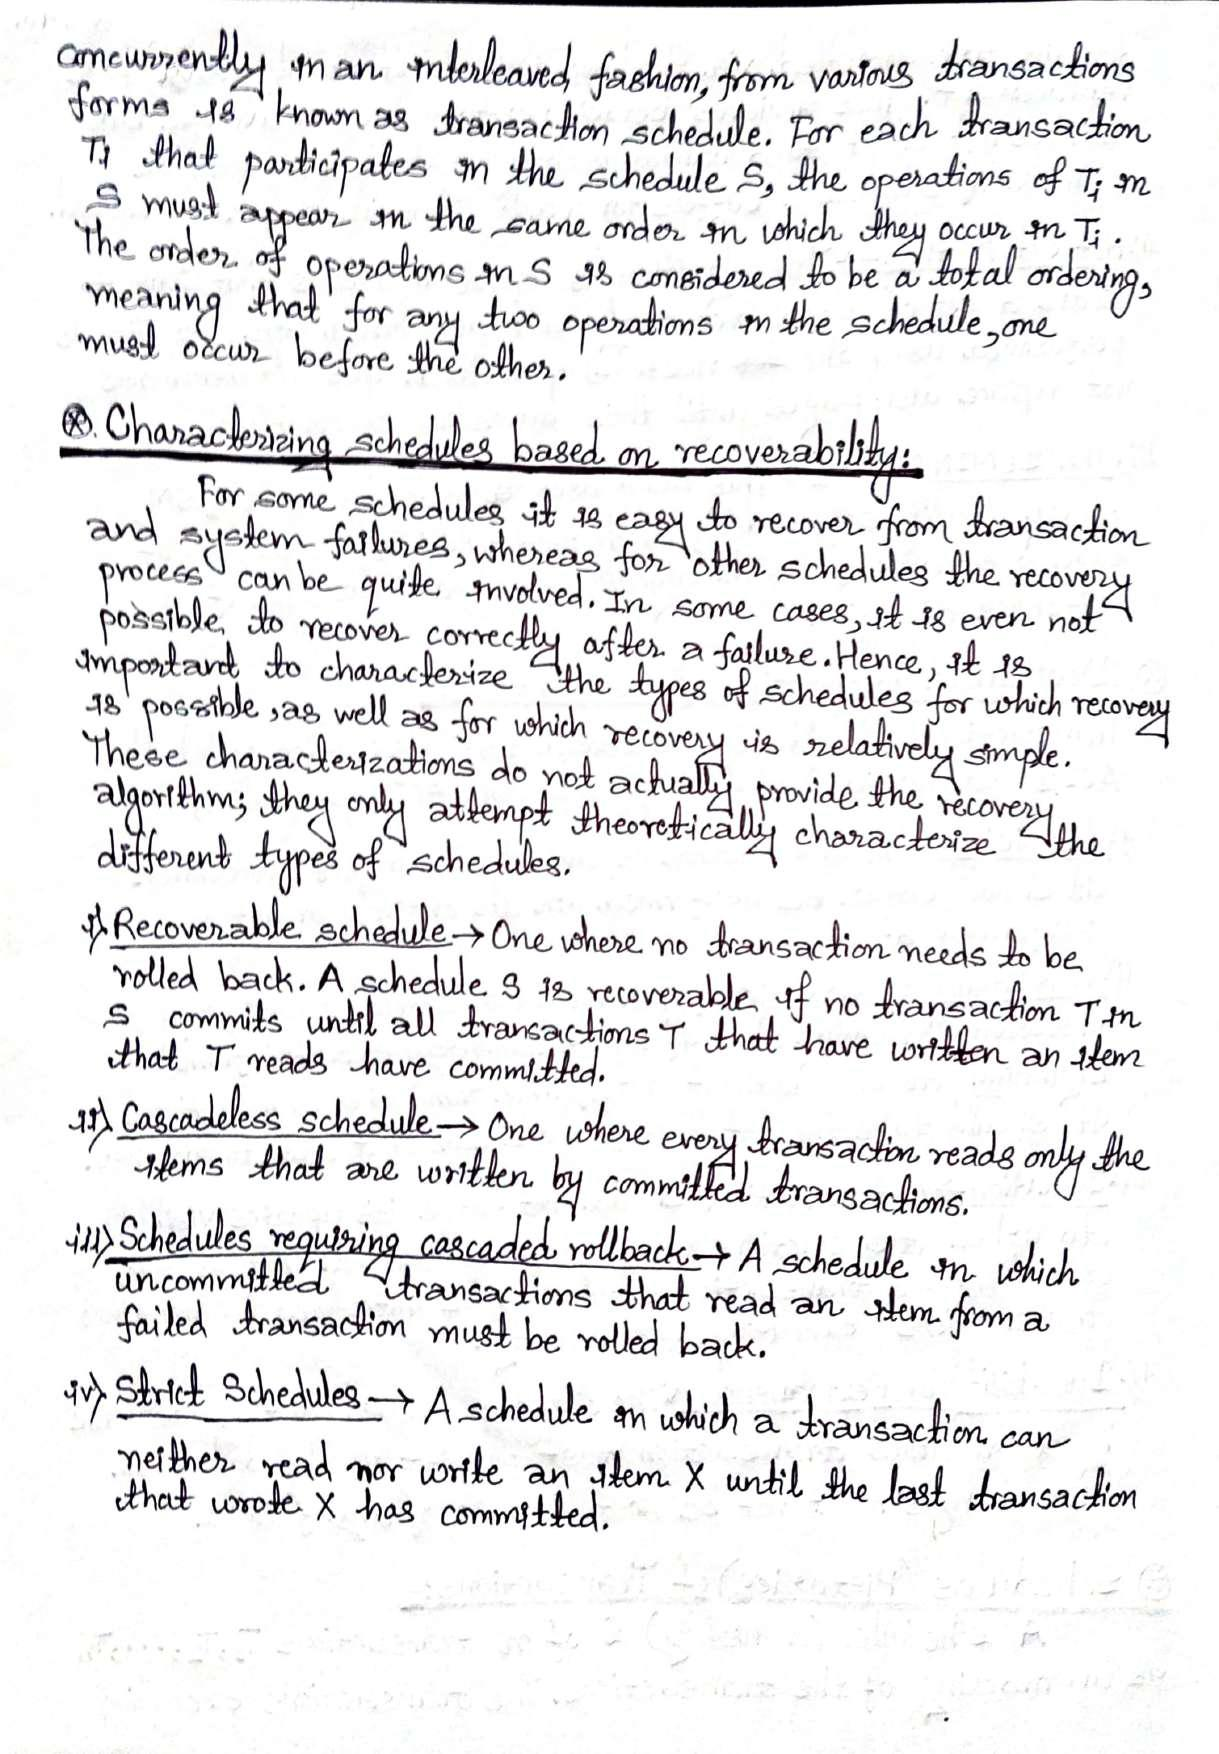 concurrently in an interleaved fashion, from various transactions
forms is known as transaction schedule. For each transaction
Ti that participates in the schedule S, the operations of Ti in
S must appear in the same order in which they occur in Ti.
The order of operations in S is considered to be a total ordering,
meaning that for any two operations in the schedule, one
must occur before the other.
⊛. Characterizing schedules based on recoverability:
For some schedules it is easy to recover from transaction
and system failures, whereas for other schedules the recovery
process can be quite involved. In some cases, it is even not
possible to recover correctly after a failure. Hence, it is
important to characterize the types of schedules for which recovery
is possible, as well as for which recovery is relatively simple.
These characterizations do not actually provide the recovery
algorithm; they only attempt theoretically characterize the
different types of schedules.
i) Recoverable schedule → One where no transaction needs to be
rolled back. A schedule S is recoverable if no transaction T in
S commits until all transactions T that have written an item
that T reads have committed.
ii) Cascadeless schedule → One where every transaction reads only the
items that are written by committed transactions.
iii) Schedules requiring cascaded rollback → A schedule in which
uncommitted transactions that read an item from a
failed transaction must be rolled back.
iv) Strict Schedules → A schedule in which a transaction can
neither read nor write an item X until the last transaction
that wrote X has committed.